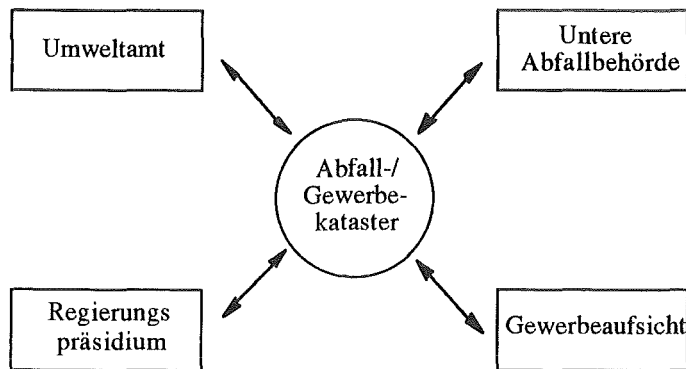 Umweltamt
Untere
Abfallbehörde
Abfall-/
Gewerbe-
kataster
Regierungs
präsidium
Gewerbeaufsicht